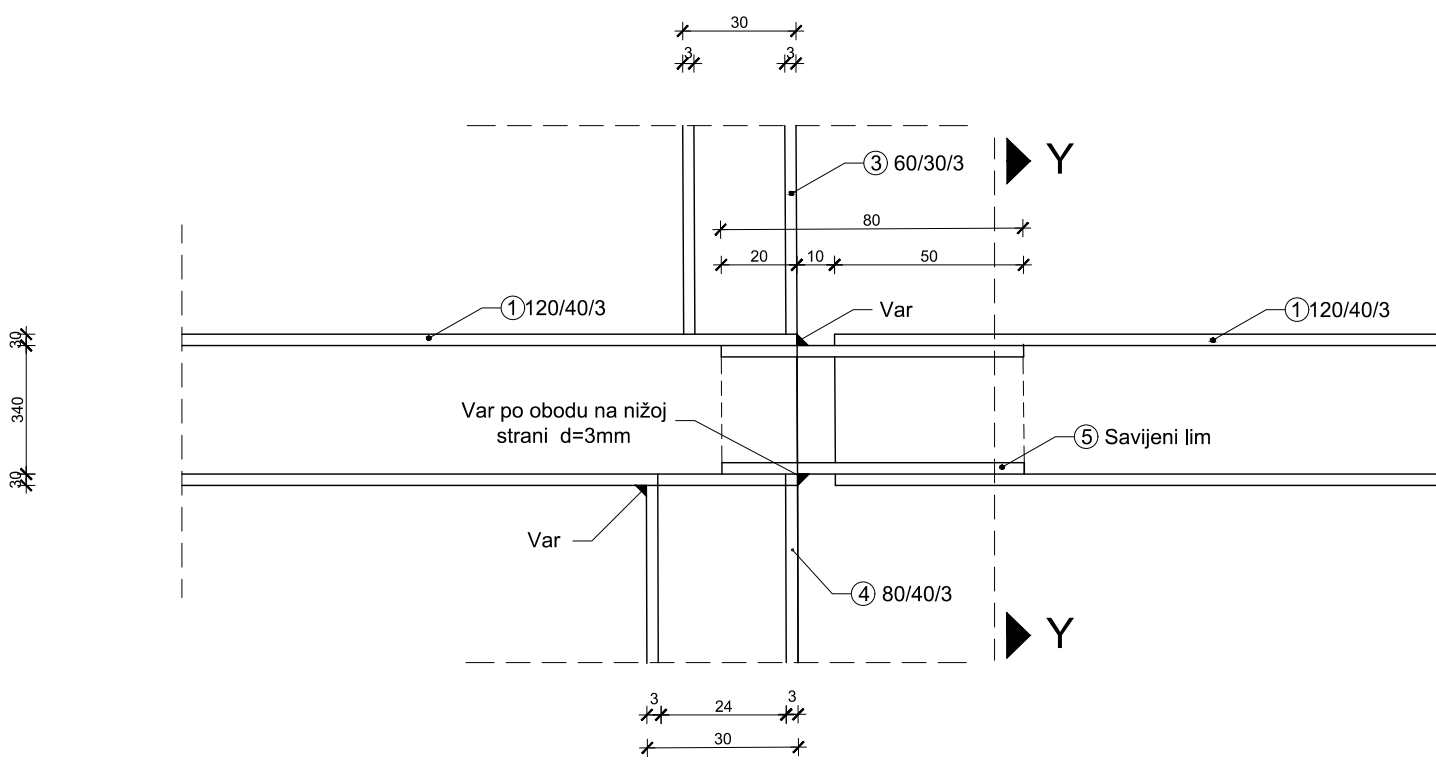 30
3
3
③ 60/30/3
Y
80
20
10
50
① 120/40/3
Var
① 120/40/3
30
340
30
Var po obodu na nižoj
strani d=3mm
⑤ Savijeni lim
Var
④ 80/40/3
Y
3
24
3
30